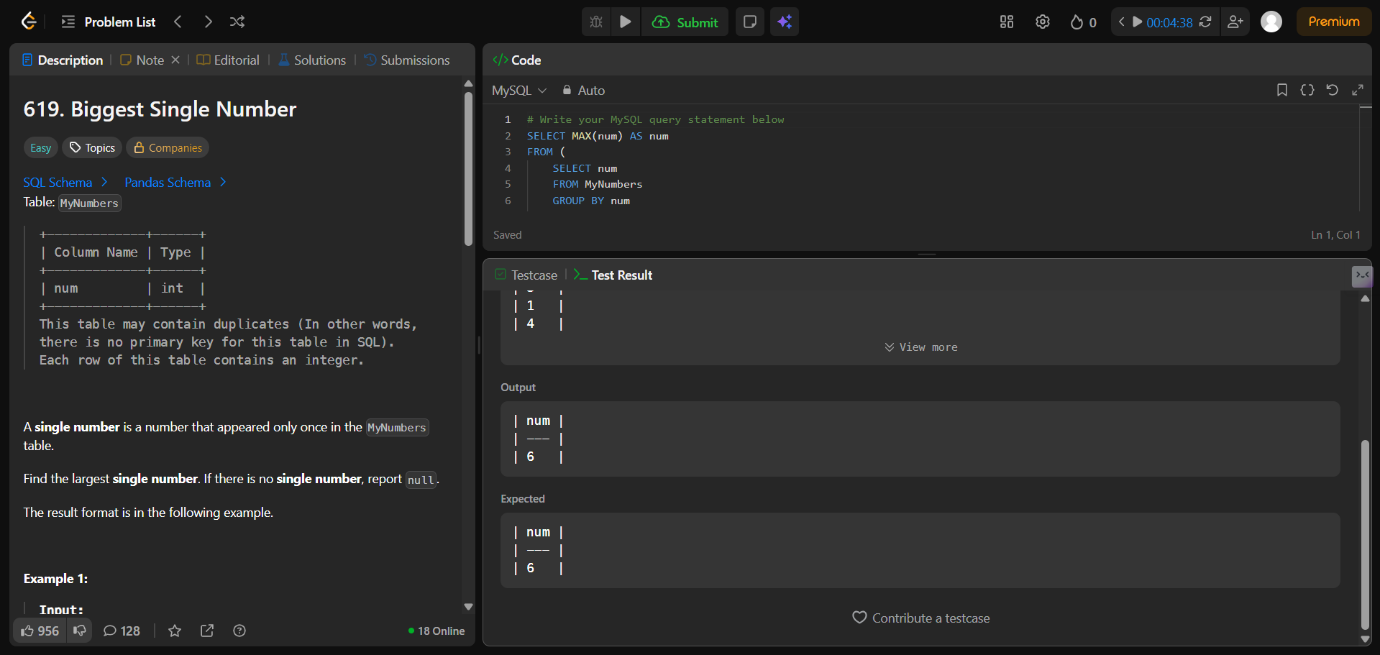 Problem List
Submit
0
00:04:38
Premium
Description
Note
Editorial
Solutions
Submissions
619. Biggest Single Number
Easy
Topics
Companies
SQL Schema
Pandas Schema
Table: MyNumbers
+-------------+------+
| Column Name | Type |
+-------------+------+
| num         | int  |
+-------------+------+
This table may contain duplicates (In other words,
there is no primary key for this table in SQL).
Each row of this table contains an integer.
A single number is a number that appeared only once in the MyNumbers
table.
Find the largest single number. If there is no single number, report null.
The result format is in the following example.
Example 1:
Input:
956
128
18 Online
Code
MySQL
Auto
1 # Write your MySQL query statement below
2 SELECT MAX(num) AS num
3 FROM (
4     SELECT num
5     FROM MyNumbers
6     GROUP BY num
Saved
Ln 1, Col 1
Testcase
Test Result
| 1   |
| 4   |
View more
Output
| num |
| --- |
| 6   |
Expected
| num |
| --- |
| 6   |
Contribute a testcase